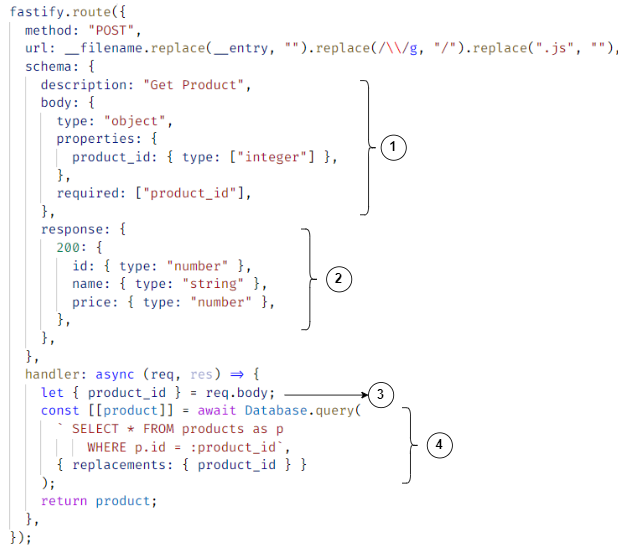 fastify.route({
method: "POST",
url: __filename.replace(__entry, "").replace(/\\/g, "/").replace(".js", ""),
schema: {
description: "Get Product",
body: {
type: "object",
properties: {
product_id: { type: ["integer"] },
},
required: ["product_id"],
},
1
response: {
200: {
id: { type: "number" },
name: { type: "string" },
price: { type: "number" },
},
},
2
},
handler: async (req, res) => {
let { product_id } = req.body;
3
const [[product]] = await Database.query(
` SELECT * FROM products as p
WHERE p.id = :product_id`,
{ replacements: { product_id } }
);
4
return product;
},
});